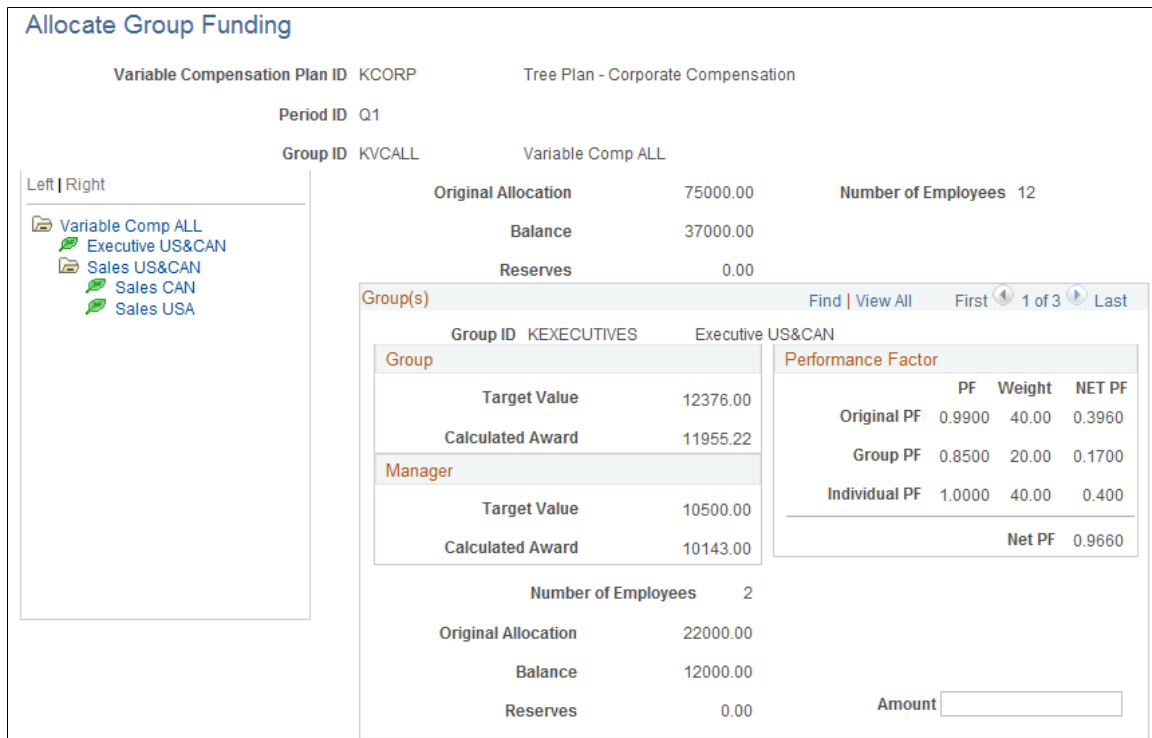 Allocate Group Funding
Variable Compensation Plan ID KCORP Tree Plan - Corporate Compensation
Period ID Q1
Group ID KVCALL Variable Comp ALL
Left | Right
Variable Comp ALL
Executive US&CAN
Sales US&CAN
Sales CAN
Sales USA
Original Allocation 75000.00 Number of Employees 12
Balance 37000.00
Reserves 0.00
Group(s) Find | View All First 1 of 3 Last
Group ID KEXECUTIVES Executive US&CAN
Group
Target Value 12376.00
Calculated Award 11955.22
Manager
Target Value 10500.00
Calculated Award 10143.00
Performance Factor
PF Weight NET PF
Original PF 0.9900 40.00 0.3960
Group PF 0.8500 20.00 0.1700
Individual PF 1.0000 40.00 0.400
Net PF 0.9660
Number of Employees 2
Original Allocation 22000.00
Balance 12000.00
Reserves 0.00
Amount